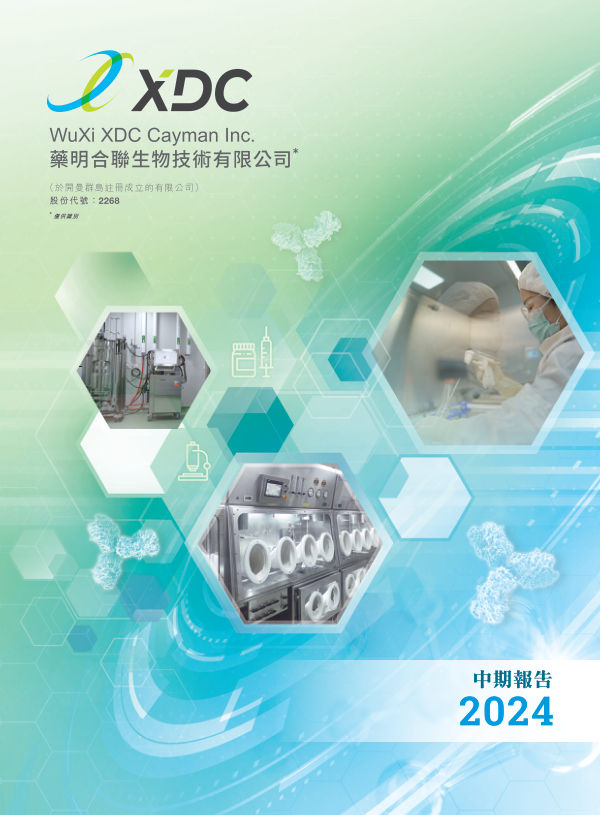 XDC
WuXi XDC Cayman Inc.
藥明合聯生物技術有限公司*
（於開曼群島註冊成立的有限公司）
股份代號：2268
* 僅供識別
中期報告
2024